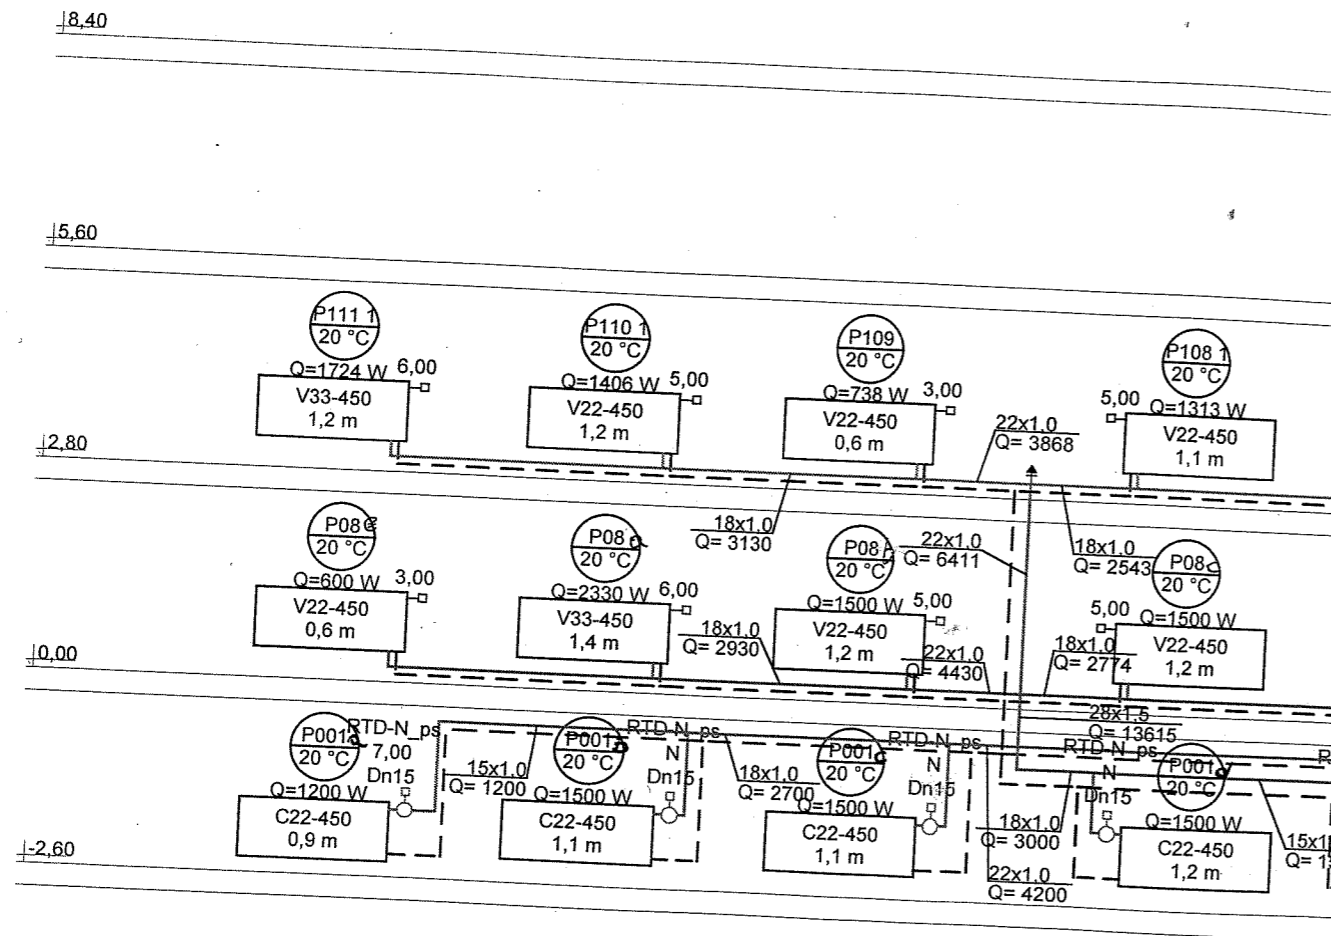 8,40
5,60
P111 1
20 °C
Q=1724 W 6,00
V33-450
1,2 m
P110 1
20 °C
Q=1406 W 5,00
V22-450
1,2 m
P109
20 °C
Q=738 W 3,00
V22-450
0,6 m
22x1,0
Q= 3868
P108 1
20 °C
5,00 Q=1313 W
V22-450
1,1 m
2,80
18x1,0
Q= 3130
22x1,0
Q= 6411
18x1,0
Q= 2543
P08
20 °C
Q=600 W 3,00
V22-450
0,6 m
P08
20 °C
Q=2330 W 6,00
V33-450
1,4 m
18x1,0
Q= 2930
P08
20 °C
Q=1500 W 5,00
V22-450
1,2 m
22x1,0
Q= 4430
18x1,0
Q= 2774
P08c
20 °C
5,00 Q=1500 W
V22-450
1,2 m
0,00
28x1,5
Q= 13615
P001
20 °C
RTD-N_ps
7,00
Dn15
Q=1200 W
C22-450
0,9 m
15x1,0
Q= 1200
P001
20 °C
RTD-N_ps
N
Dn15
Q=1500 W
C22-450
1,1 m
18x1,0
Q= 2700
P001
20 °C
RTD-N_ps
N
Dn15
Q=1500 W
C22-450
1,1 m
18x1,0
Q= 3000
22x1,0
Q= 4200
RTD-N_ps
N
Dn15
P001
20 °C
Q=1500 W
C22-450
1,2 m
15x1
-2,60